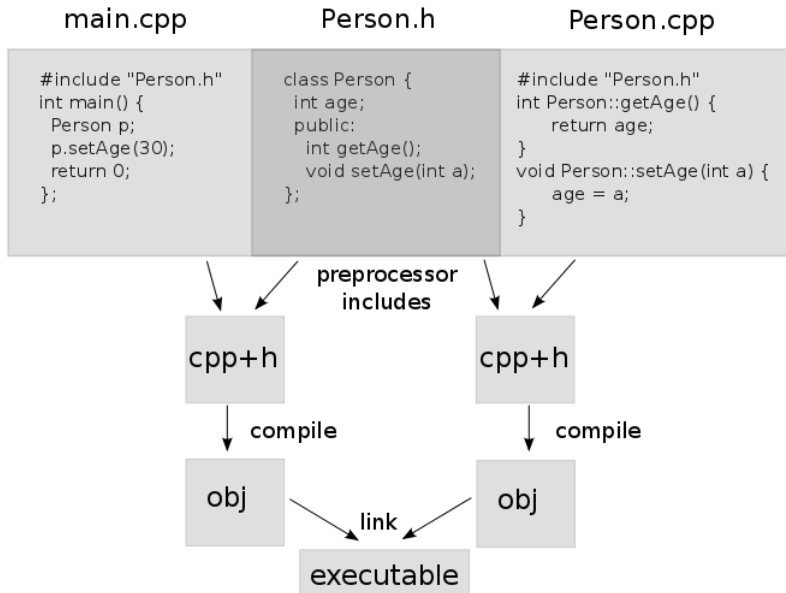 main.cpp
Person.h
Person.cpp
#include "Person.h"
int main() {
Person p;
p.setAge(30);
return 0;
};
class Person {
int age;
public:
int getAge();
void setAge(int a);
};
#include "Person.h"
int Person::getAge() {
return age;
}
void Person::setAge(int a) {
age = a;
}
preprocessor
includes
cpp+h
cpp+h
compile
compile
obj
obj
link
executable